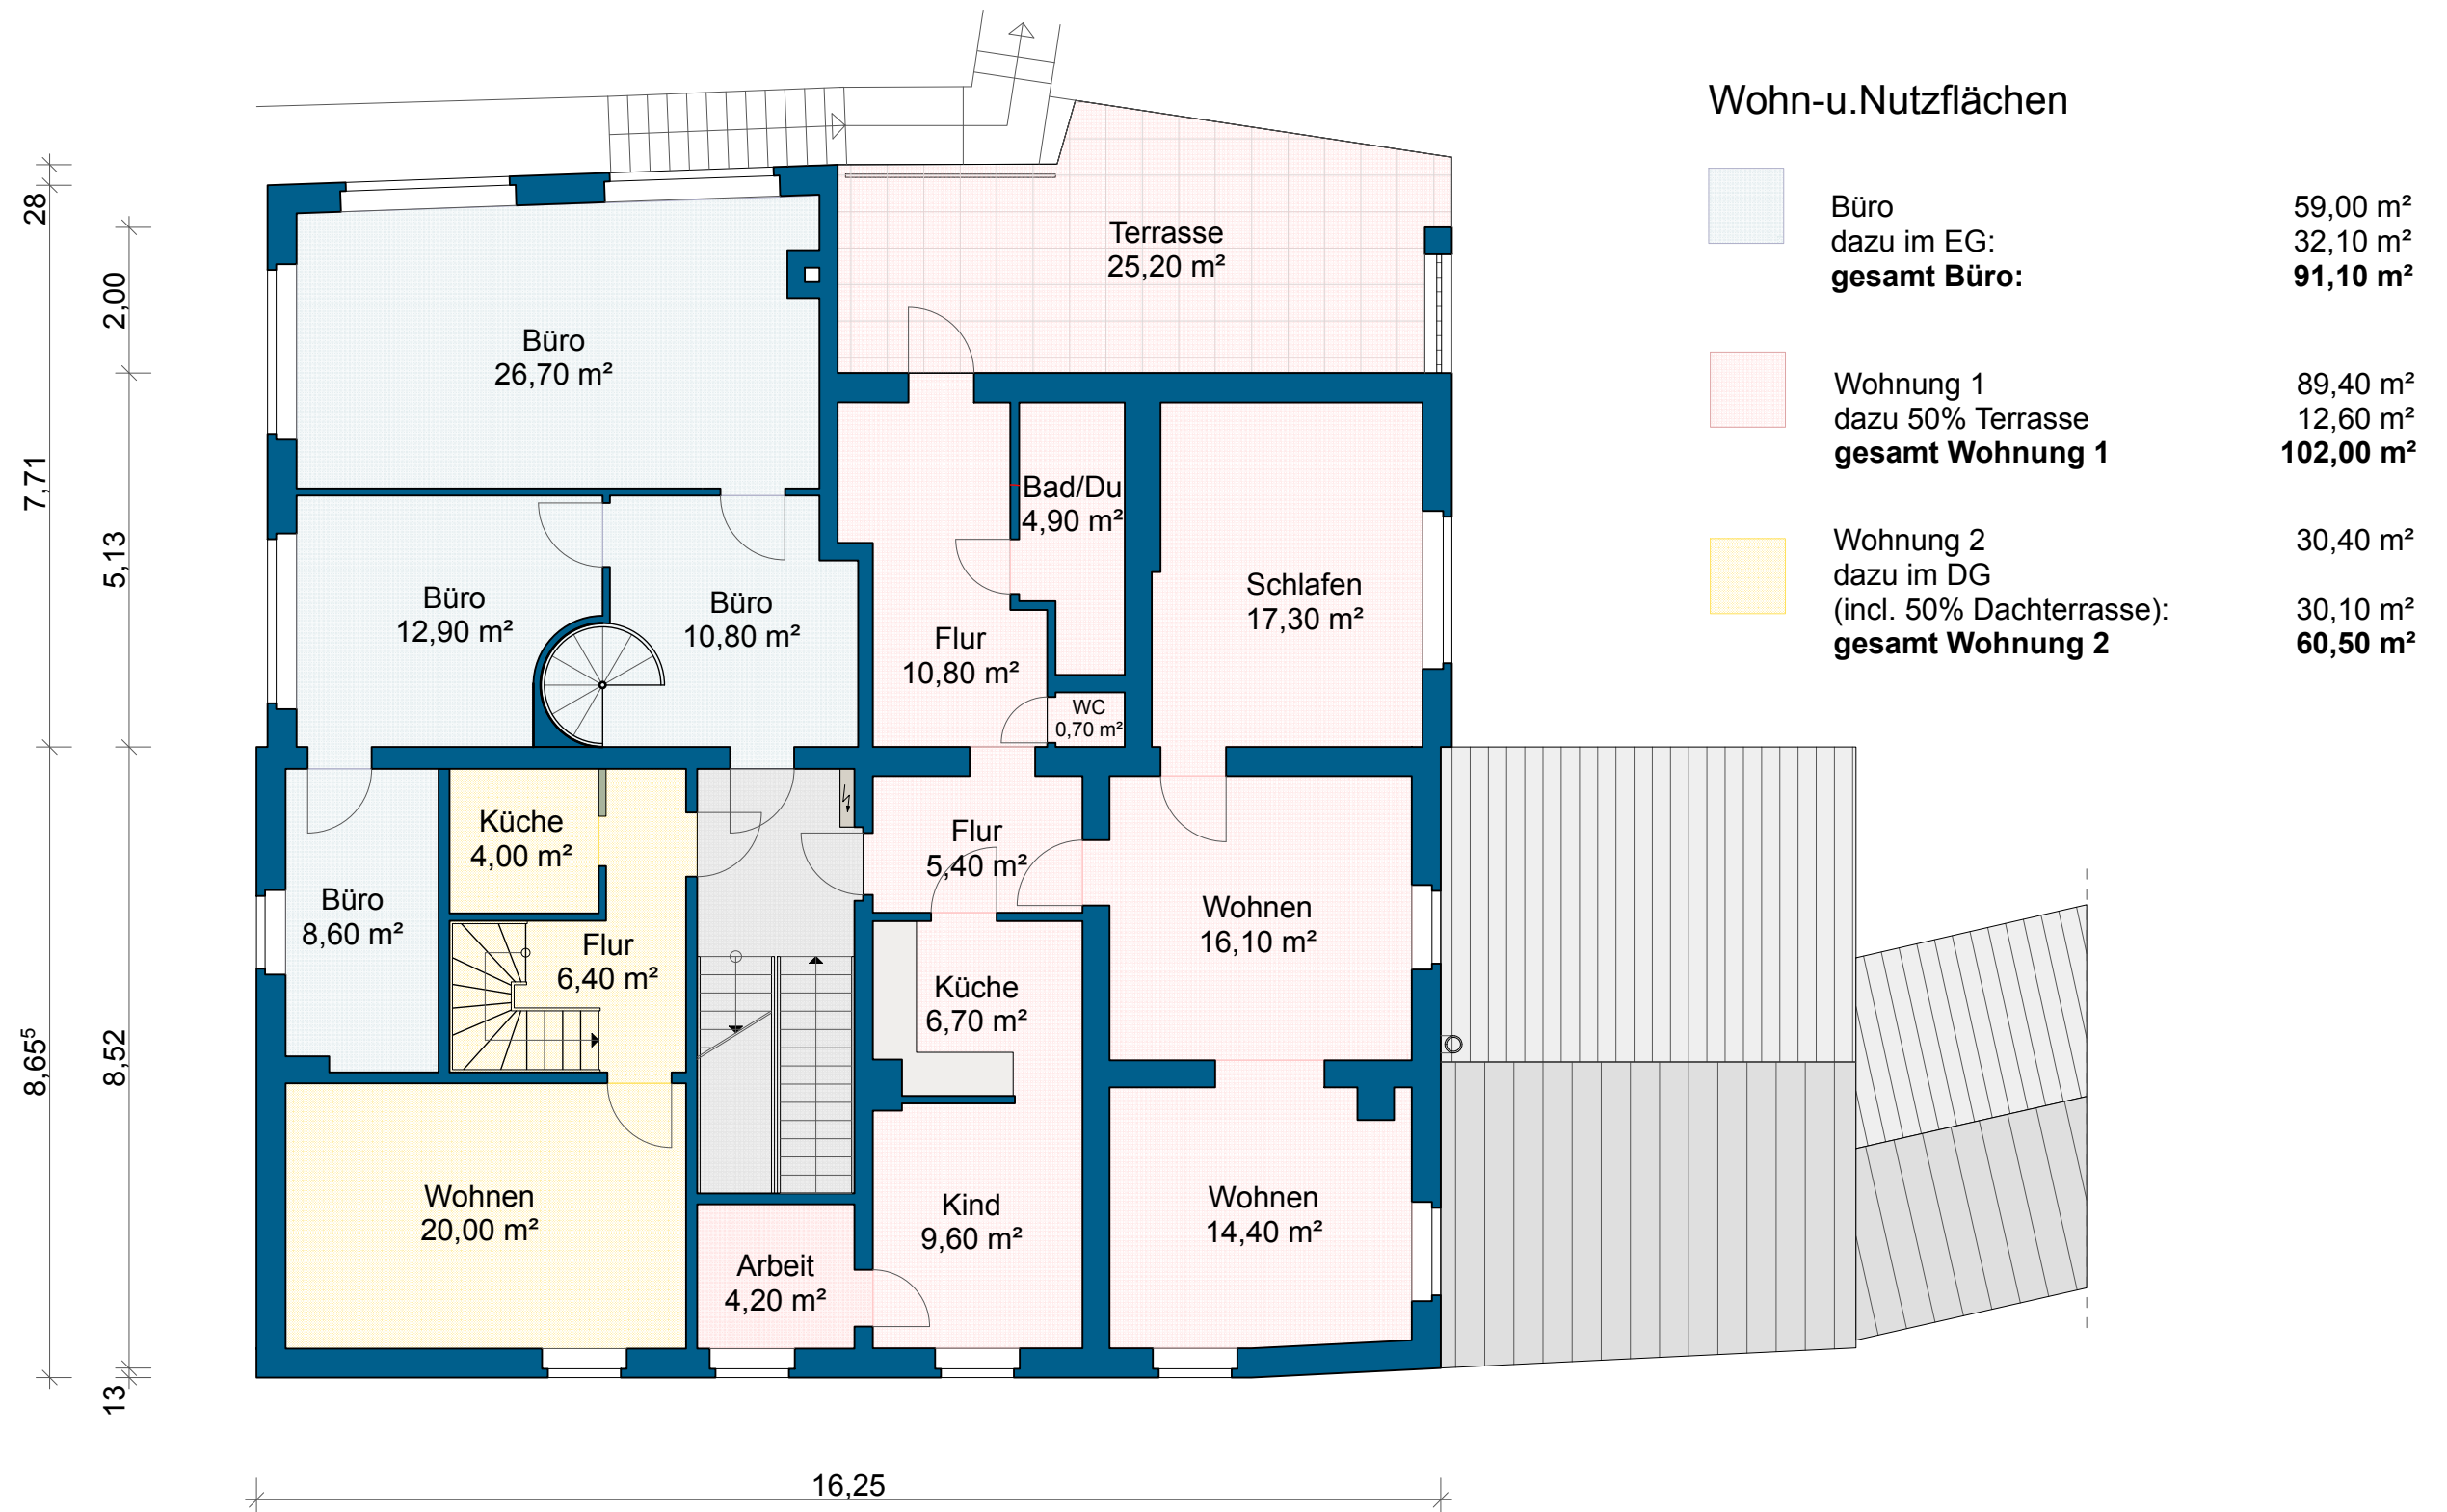 Wohn-u.Nutzflächen
Büro 59,00 m²
dazu im EG: 32,10 m²
gesamt Büro: 91,10 m²
Wohnung 1 89,40 m²
dazu 50% Terrasse 12,60 m²
gesamt Wohnung 1 102,00 m²
Wohnung 2 30,40 m²
dazu im DG
(incl. 50% Dachterrasse): 30,10 m²
gesamt Wohnung 2 60,50 m²
28
2,00
7,71
5,13
8,65⁵
8,52
13
16,25
Terrasse
25,20 m²
Büro
26,70 m²
Bad/Du
4,90 m²
Büro
12,90 m²
Büro
10,80 m²
Flur
10,80 m²
Schlafen
17,30 m²
WC
0,70 m²
Küche
4,00 m²
Flur
5,40 m²
Büro
8,60 m²
Flur
6,40 m²
Wohnen
16,10 m²
Küche
6,70 m²
Wohnen
20,00 m²
Kind
9,60 m²
Wohnen
14,40 m²
Arbeit
4,20 m²